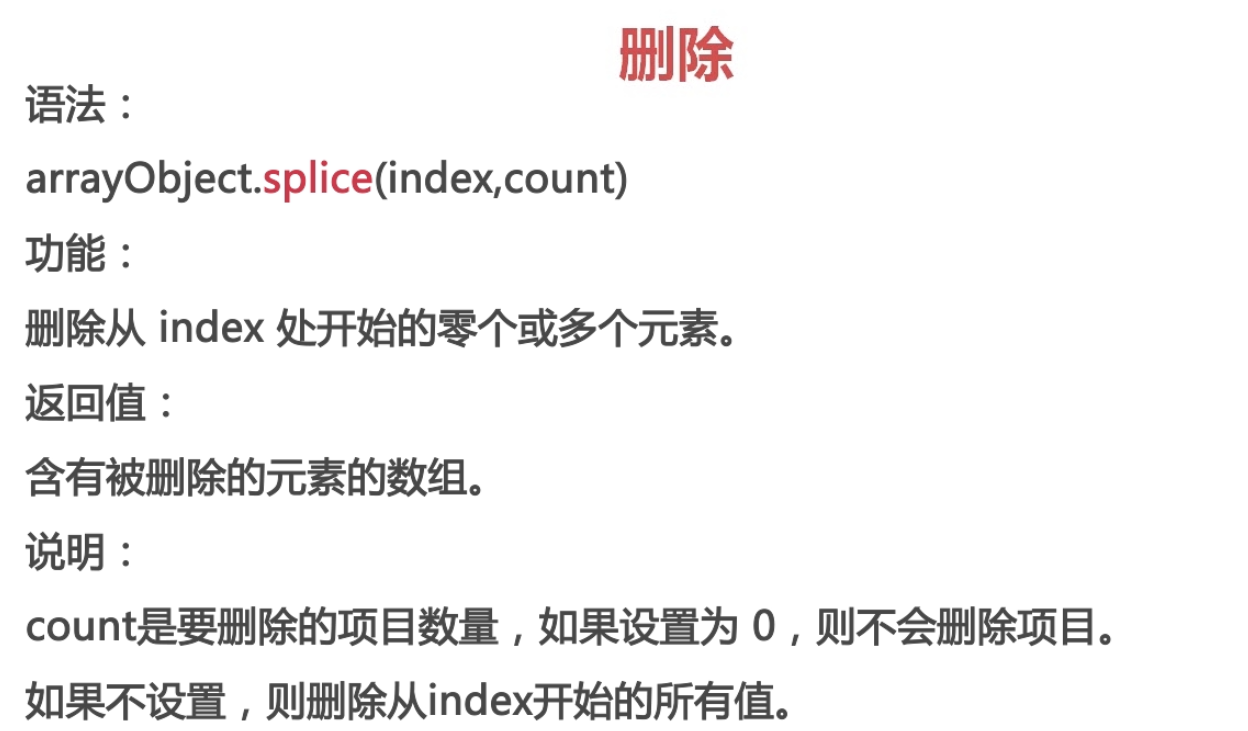 删除
语法：
arrayObject.splice(index,count)
功能：
删除从 index 处开始的零个或多个元素。
返回值：
含有被删除的元素的数组。
说明：
count是要删除的项目数量，如果设置为 0，则不会删除项目。
如果不设置，则删除从index开始的所有值。